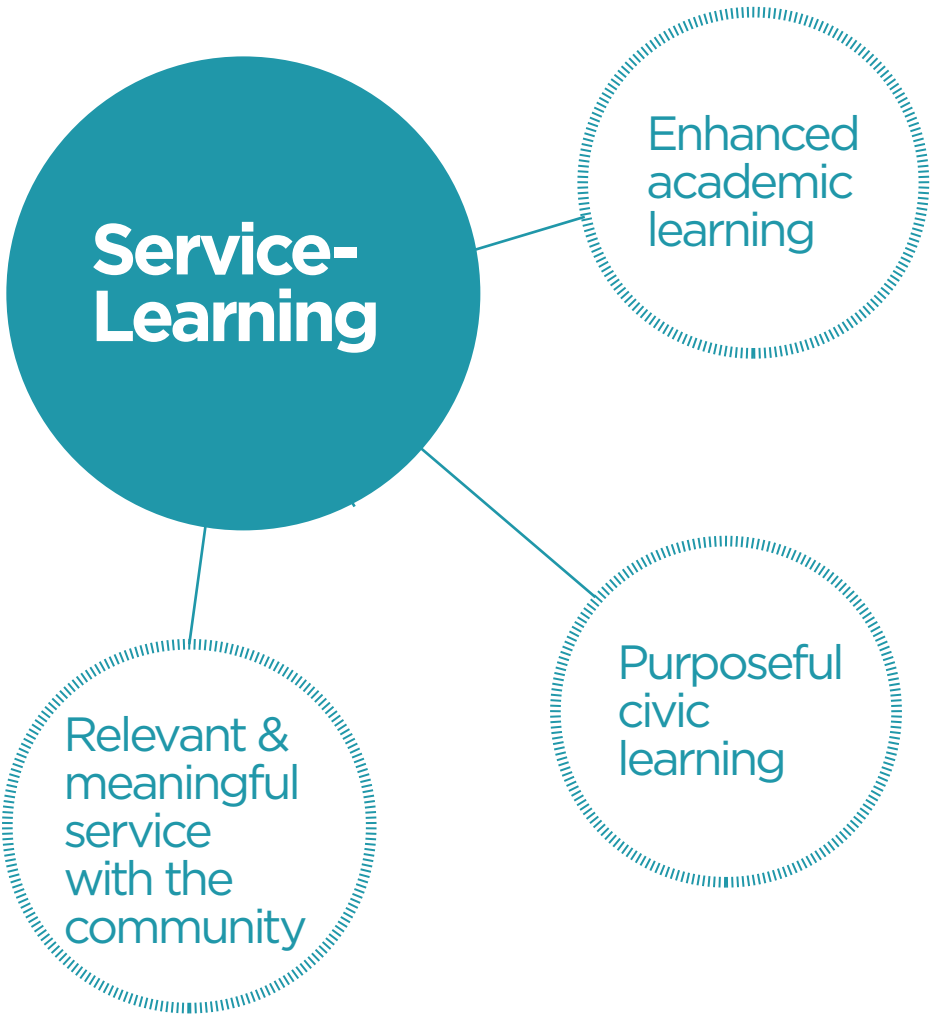 Service-
Learning
Enhanced
academic
learning
Purposeful
civic
learning
Relevant &
meaningful
service
with the
community